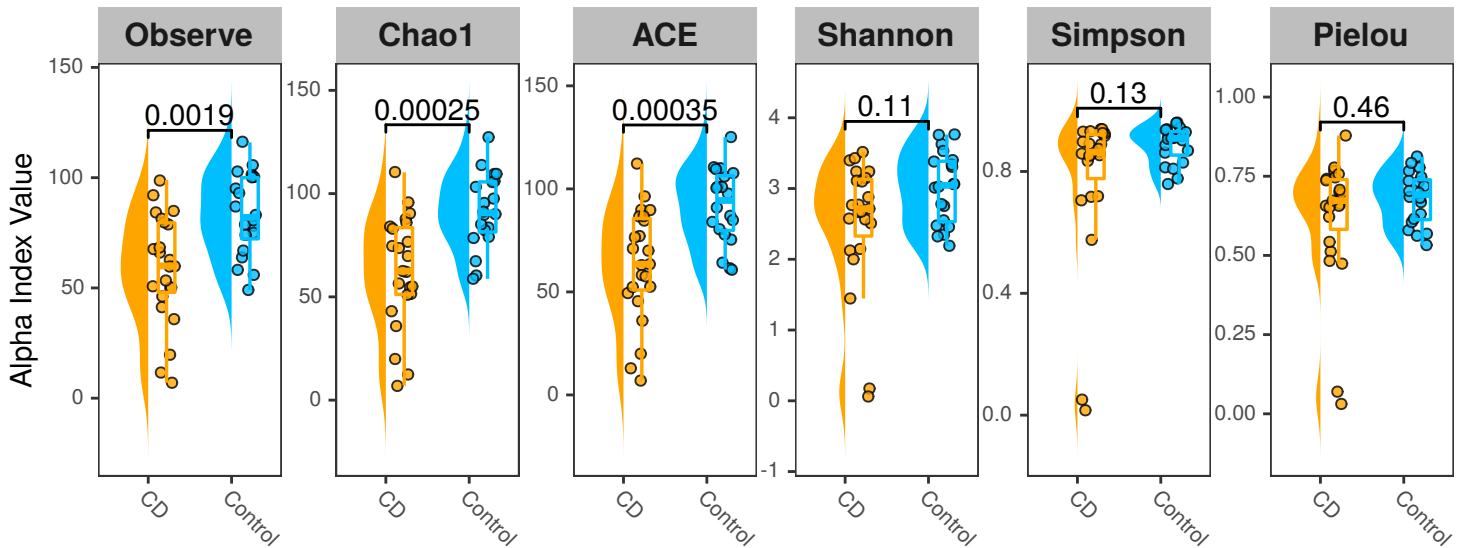 Observe
Chao1
ACE
Shannon
Simpson
Pielou
Alpha Index Value
150
100
50
0
0.0019
CD
Control
150
100
50
0
0.00025
CD
Control
150
100
50
0
0.00035
CD
Control
4
3
2
1
0
-1
0.11
CD
Control
0.8
0.4
0.0
0.13
CD
Control
1.00
0.75
0.50
0.25
0.00
0.46
CD
Control